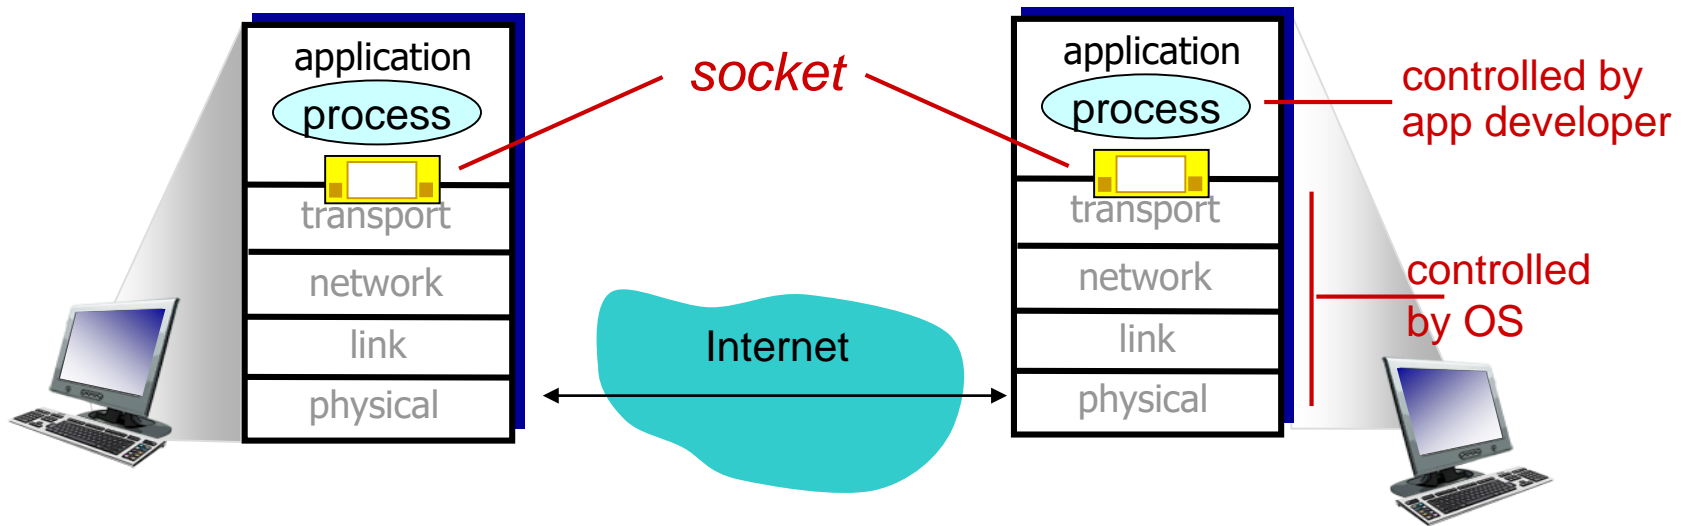 application
process
transport
network
link
physical
socket
Internet
application
process
transport
network
link
physical
controlled by
app developer
controlled
by OS